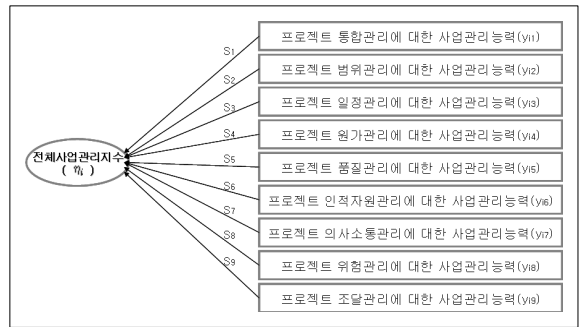 프로젝트 통합관리에 대한 사업관리능력(yi1)
프로젝트 범위관리에 대한 사업관리능력(yi2)
프로젝트 일정관리에 대한 사업관리능력(yi3)
프로젝트 원가관리에 대한 사업관리능력(yi4)
프로젝트 품질관리에 대한 사업관리능력(yi5)
프로젝트 인적자원관리에 대한 사업관리능력(yi6)
프로젝트 의사소통관리에 대한 사업관리능력(yi7)
프로젝트 위험관리에 대한 사업관리능력(yi8)
프로젝트 조달관리에 대한 사업관리능력(yi9)
S1
S2
S3
S4
S5
S6
S7
S8
S9
전체사업관리지수
( ηi )